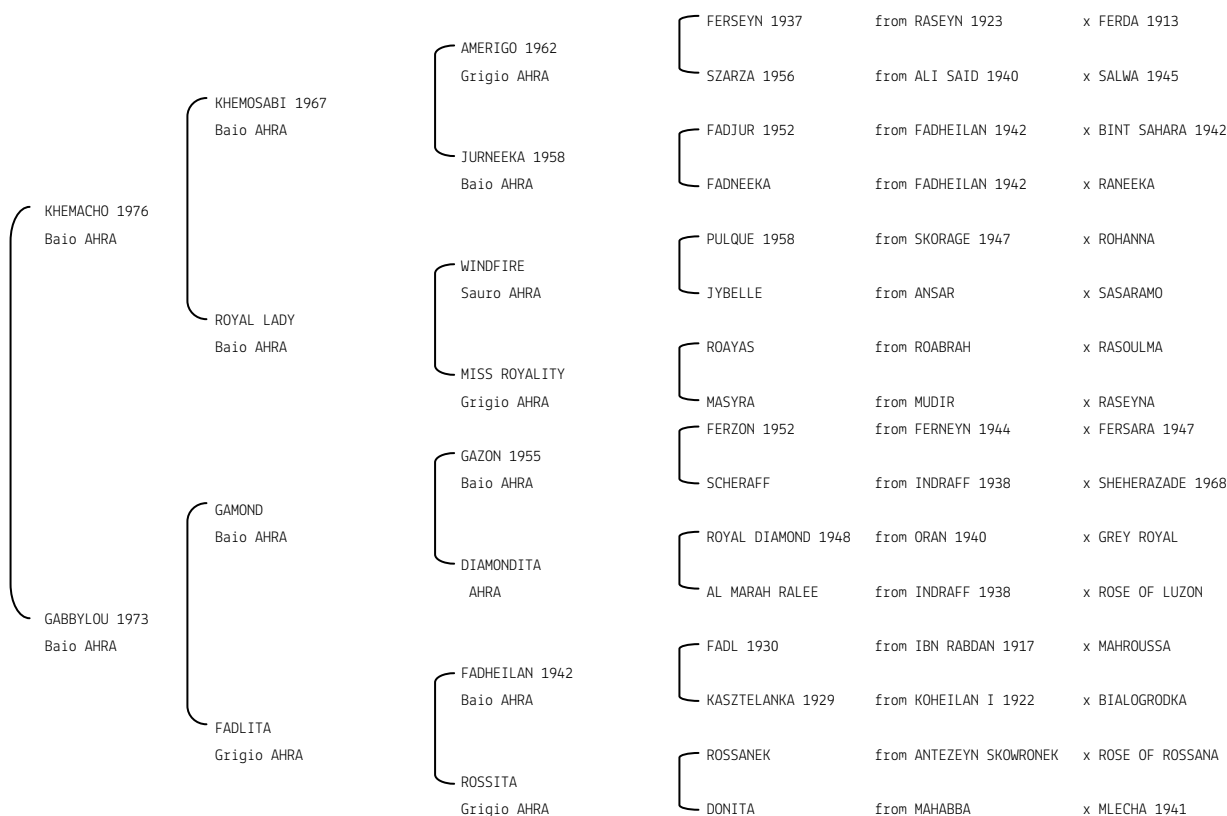 FERSEYN 1937 from RASEYN 1923 x FERDA 1913
AMERIGO 1962
Grigio AHRA
SZARZA 1956 from ALI SAID 1940 x SALWA 1945
KHEMOSABI 1967
Baio AHRA
FADJUR 1952 from FADHEILAN 1942 x BINT SAHARA 1942
JURNEEKA 1958
Baio AHRA
FADNEEKA from FADHEILAN 1942 x RANEEKA
KHEMACHO 1976
Baio AHRA
PULQUE 1958 from SKORAGE 1947 x ROHANNA
WINDFIRE
Sauro AHRA
JYBELLE from ANSAR x SASARAMO
ROYAL LADY
Baio AHRA
ROAYAS from ROABRAH x RASOULMA
MISS ROYALITY
Grigio AHRA
MASYRA from MUDIR x RASEYNA
FERZON 1952 from FERNEYN 1944 x FERSARA 1947
GAZON 1955
Baio AHRA
SCHERAFF from INDRAFF 1938 x SHEHERAZADE 1968
GAMOND
Baio AHRA
ROYAL DIAMOND 1948 from ORAN 1940 x GREY ROYAL
DIAMONDITA
AHRA
AL MARAH RALEE from INDRAFF 1938 x ROSE OF LUZON
GABBYLOU 1973
Baio AHRA
FADL 1930 from IBN RABDAN 1917 x MAHROUSSA
FADHEILAN 1942
Baio AHRA
KASZTELANKA 1929 from KOHEILAN I 1922 x BIALOGRODKA
FADLITA
Grigio AHRA
ROSSANEK from ANTEZEYN SKOWRONEK x ROSE OF ROSSANA
ROSSITA
Grigio AHRA
DONITA from MAHABBA x MLECHA 1941